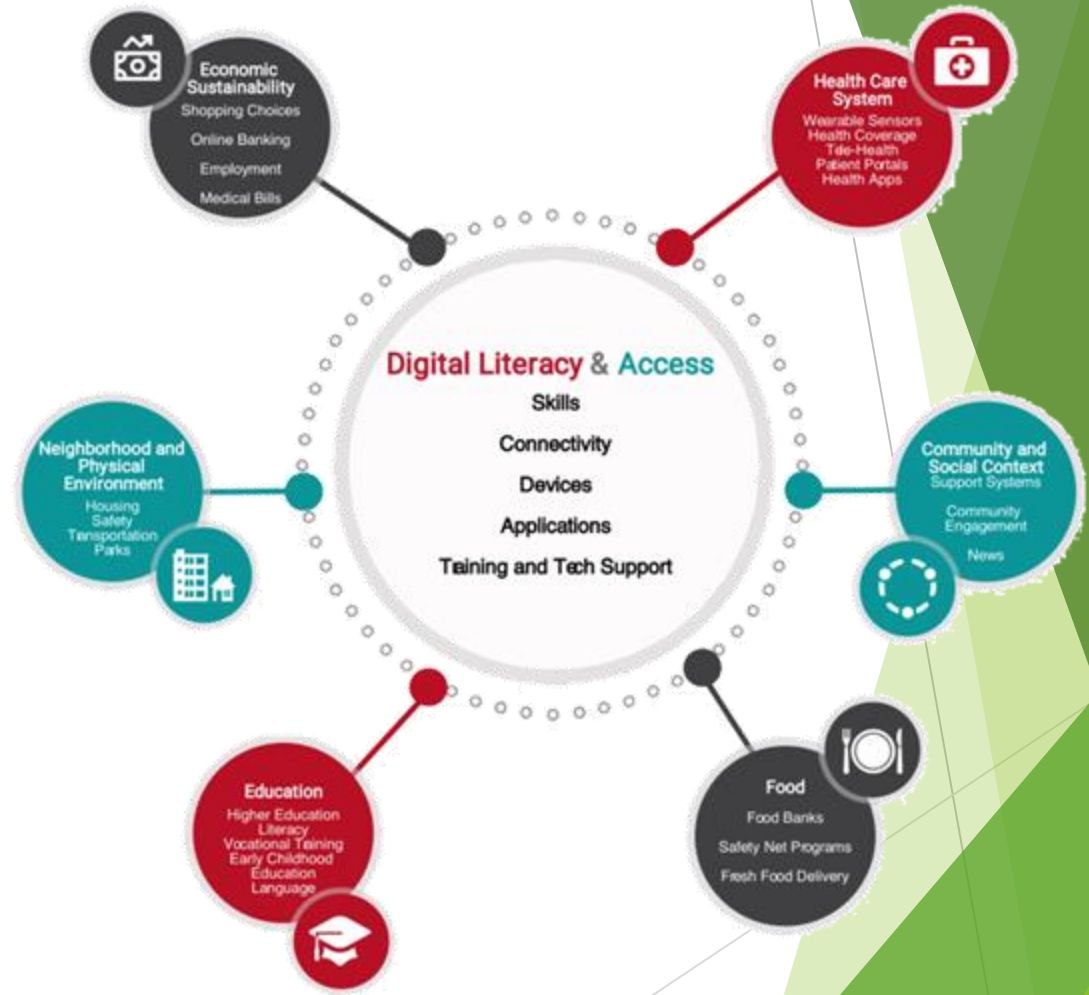 Economic
Sustainability
Shopping Choices
Online Banking
Employment
Medical Bills
Health Care
System
Wearable Sensors
Health Coverage
Tele-Health
Patient Portals
Health Apps
Digital Literacy & Access
Skills
Connectivity
Devices
Applications
Training and Tech Support
Neighborhood and
Physical
Environment
Housing
Safety
Transportation
Parks
Community and
Social Context
Support Systems
Community
Engagement
News
Education
Higher Education
Literacy
Vocational Training
Early Childhood
Education
Language
Food
Food Banks
Safety Net Programs
Fresh Food Delivery